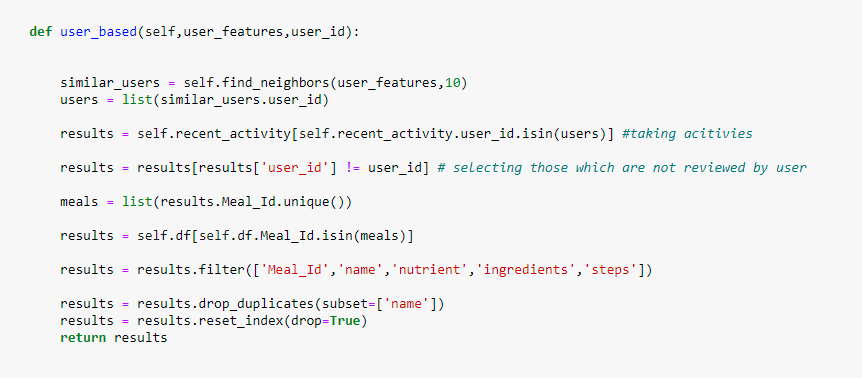 def user_based(self,user_features,user_id):
similar_users = self.find_neighbors(user_features,10)
users = list(similar_users.user_id)
results = self.recent_activity[self.recent_activity.user_id.isin(users)] #taking acitivies
results = results[results['user_id'] != user_id] # selecting those which are not reviewed by user
meals = list(results.Meal_Id.unique())
results = self.df[self.df.Meal_Id.isin(meals)]
results = results.filter(['Meal_Id','name','nutrient','ingredients','steps'])
results = results.drop_duplicates(subset=['name'])
results = results.reset_index(drop=True)
return results